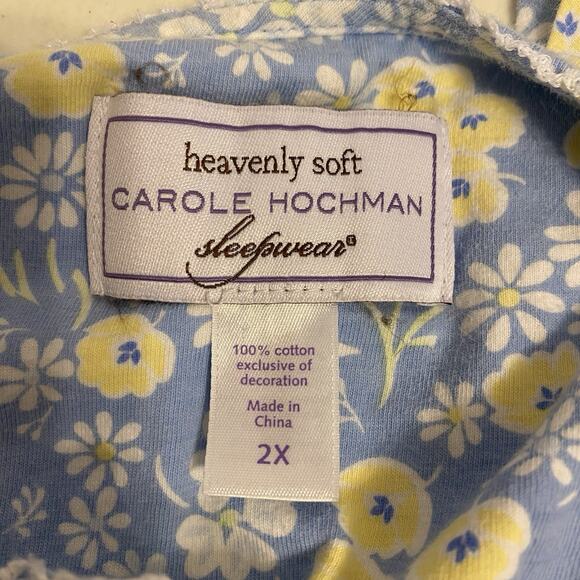 heavenly soft
CAROLE HOCHMAN
sleepwear®
100% cotton
exclusive of
decoration
Made in
China
2X